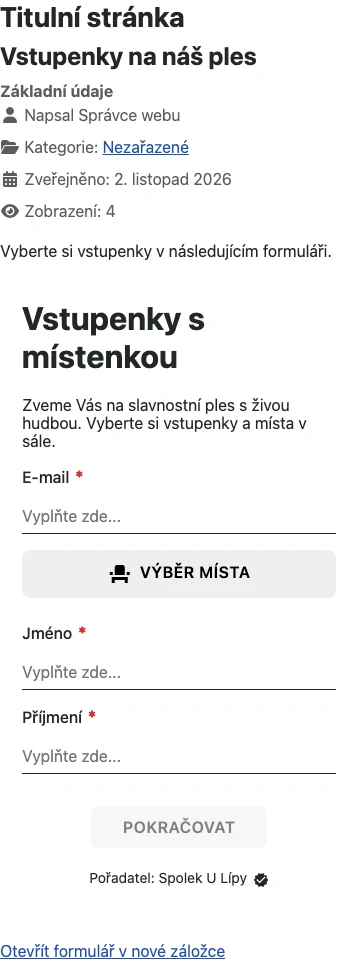 Titulní stránka
Vstupenky na náš ples
Základní údaje
Napsal Správce webu
Kategorie: Nezařazené
Zveřejněno: 2. listopad 2026
Zobrazení: 4
Vyberte si vstupenky v následujícím formuláři.
Vstupenky s
místenkou
Zveme Vás na slavnostní ples s živou
hudbou. Vyberte si vstupenky a místa v
sále.
E-mail *
Vyplňte zde...
VÝBĚR MÍSTA
Jméno *
Vyplňte zde...
Příjmení *
Vyplňte zde...
POKRAČOVAT
Pořadatel: Spolek U Lípy
Otevřít formulář v nové záložce